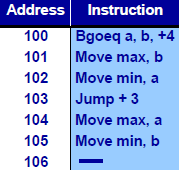 Address Instruction
100 Bgoeq a, b, +4
101 Move max, b
102 Move min, a
103 Jump + 3
104 Move max, a
105 Move min, b
106 —